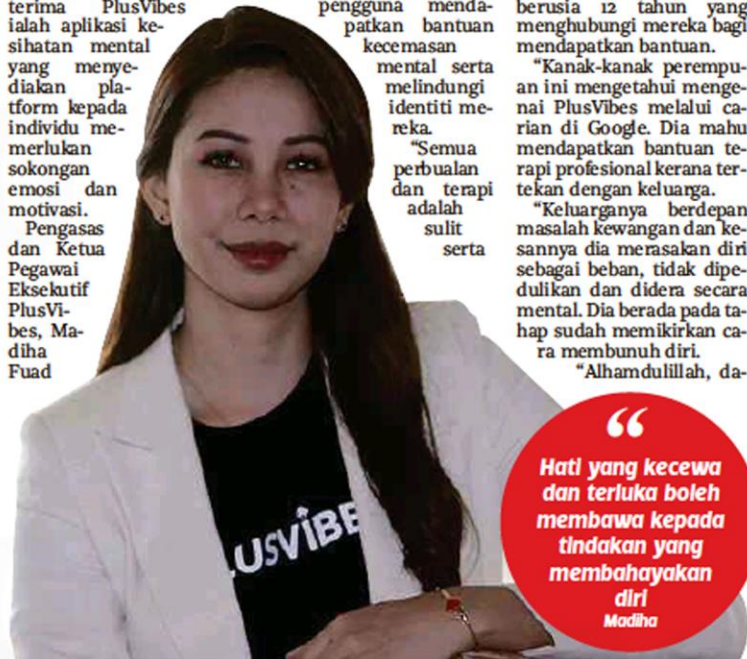 terima PlusVibes
ialah aplikasi ke-
sihatan mental
yang menye-
diakan pla-
tform kepada
individu me-
merlukan
sokongan
emosi dan
motivasi.
Pengasas
dan Ketua
Pegawai
Eksekutif
PlusVi-
bes, Ma-
diha
Fuad
pengguna menda-
patkan bantuan
kecemasan
mental serta
melindungi
identiti me-
reka.
“Semua
perbualan
dan terapi
adalah
sulit
serta
berusia 12 tahun yang
menghubungi mereka bagi
mendapatkan bantuan.
“Kanak-kanak perempu-
an ini mengetahui menge-
nai PlusVibes melalui ca-
rian di Google. Dia mahu
mendapatkan bantuan te-
rapi profesional kerana ter-
tekan dengan keluarga.
“Keluarganya berdepan
masalah kewangan dan ke-
sannya dia merasakan diri
sebagai beban, tidak dipe-
dulikan dan didera secara
mental. Dia berada pada ta-
hap sudah memikirkan ca-
ra membunuh diri.
“Alhamdulillah, da-
LUSVIBE
“
Hati yang kecewa
dan terluka boleh
membawa kepada
tindakan yang
membahayakan
diri
Madiha